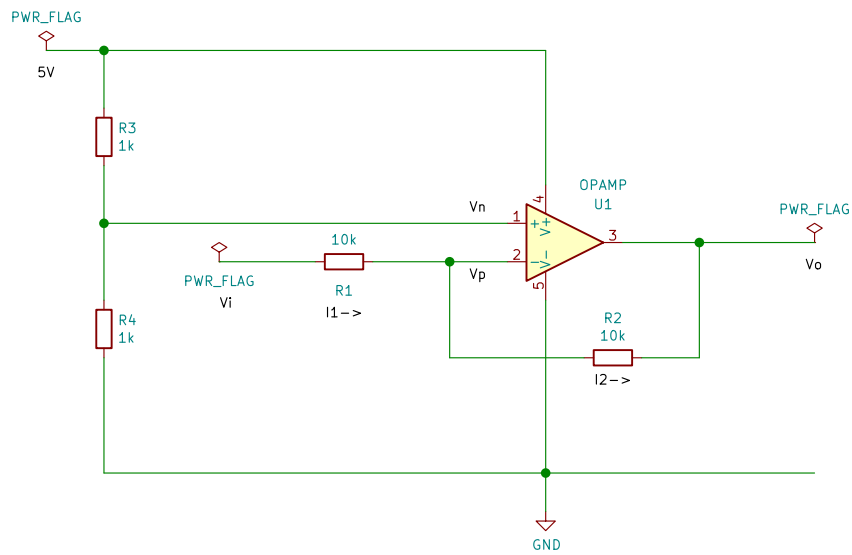 PWR_FLAG
5V
R3
1k
Vn
OPAMP
U1
4
1
+
V+
3
PWR_FLAG
Vo
10k
2
-
V-
Vp
PWR_FLAG
Vi
R1
I1->
5
R4
1k
R2
10k
I2->
GND